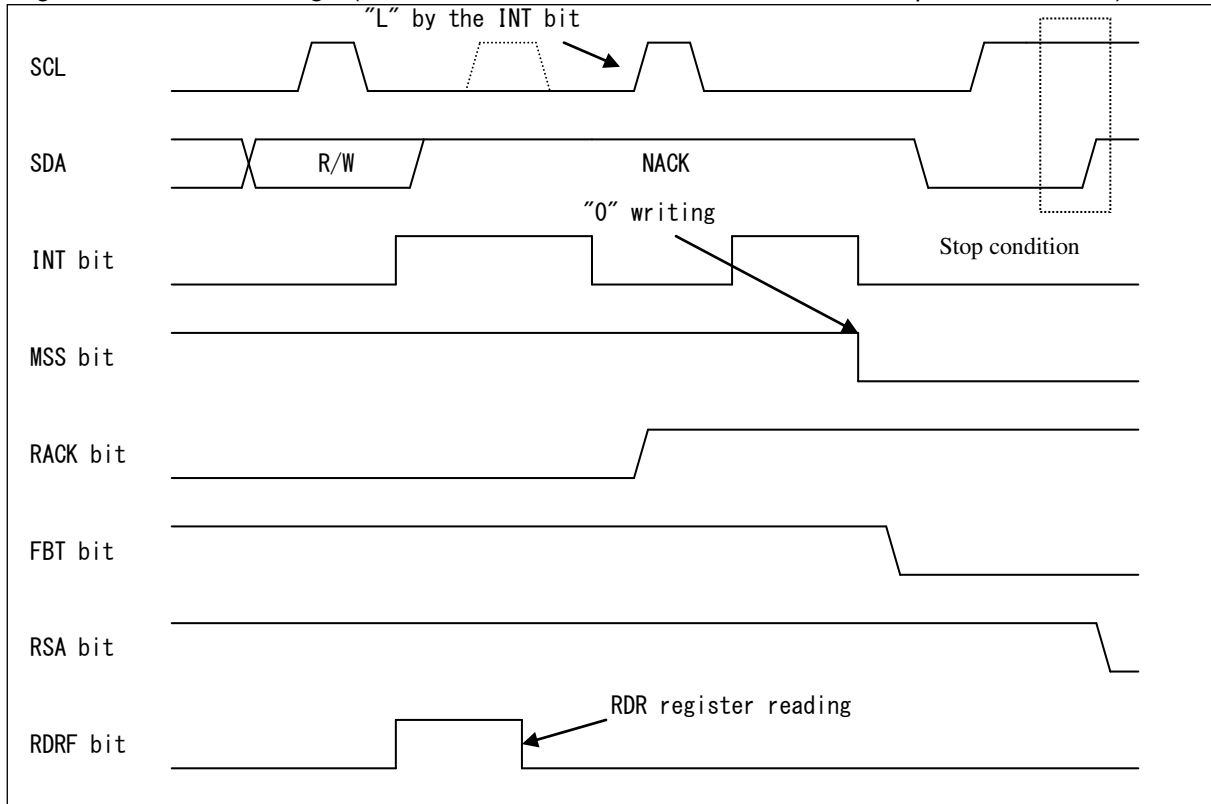 "L" by the INT bit
SCL
SDA
R/W
NACK
"0" writing
INT bit
Stop condition
MSS bit
RACK bit
FBT bit
RSA bit
RDR register reading
RDRF bit